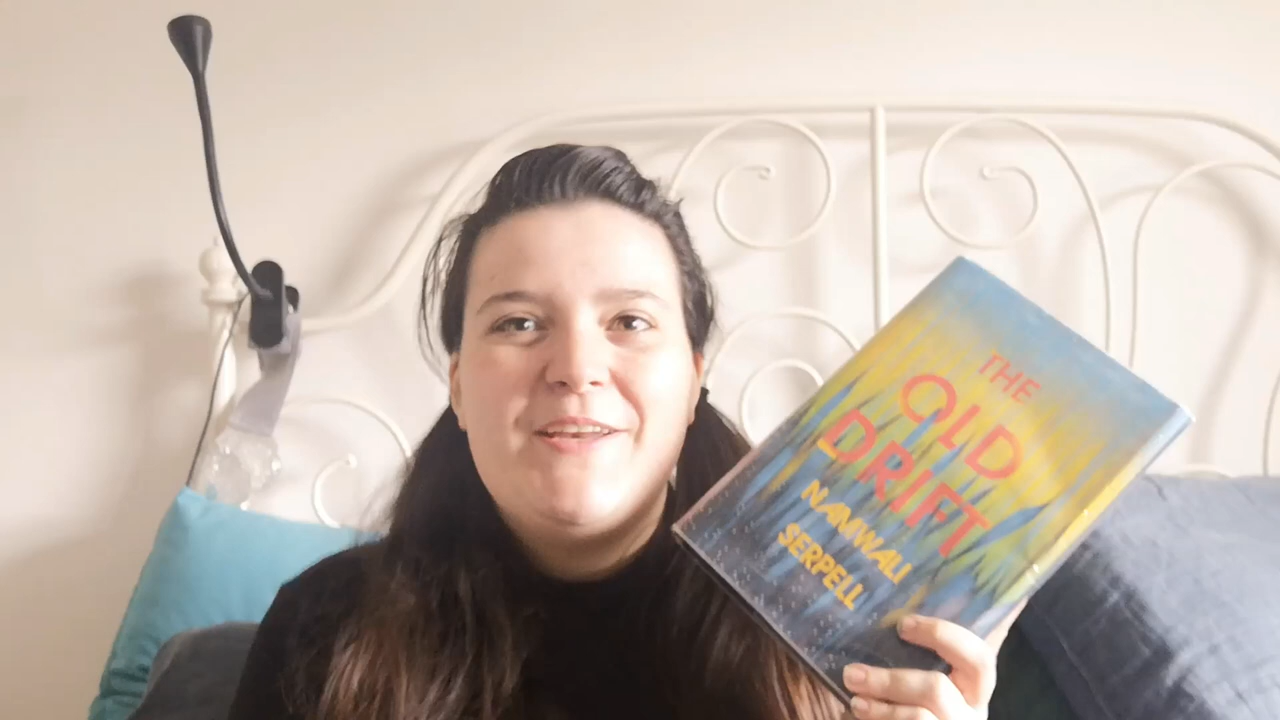 THE
OLD
DRIFT
NAMWALI
SERPELL